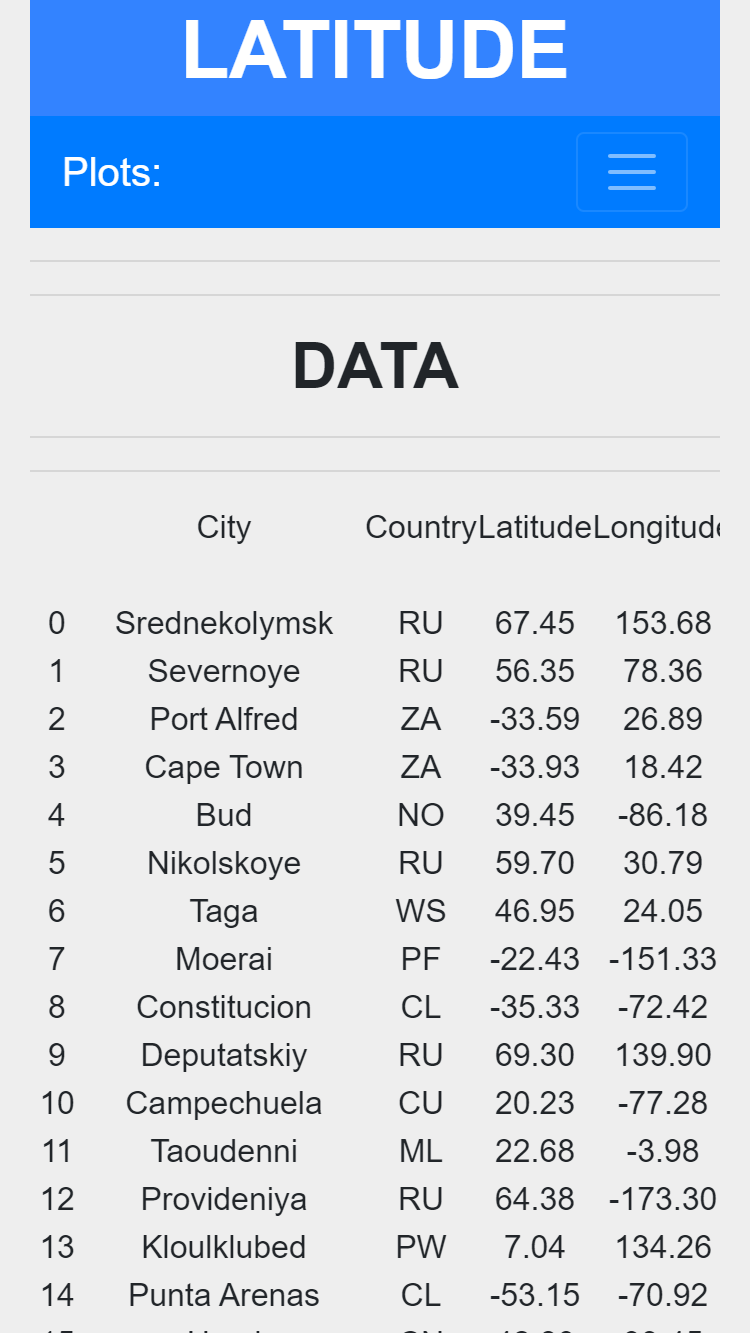 LATITUDE
Plots:
DATA
City Country Latitude Longitude
0 Srednekolymsk RU 67.45 153.68
1 Severnoye RU 56.35 78.36
2 Port Alfred ZA -33.59 26.89
3 Cape Town ZA -33.93 18.42
4 Bud NO 39.45 -86.18
5 Nikolskoye RU 59.70 30.79
6 Taga WS 46.95 24.05
7 Moerai PF -22.43 -151.33
8 Constitucion CL -35.33 -72.42
9 Deputatskiy RU 69.30 139.90
10 Campechuela CU 20.23 -77.28
11 Taoudenni ML 22.68 -3.98
12 Provideniya RU 64.38 -173.30
13 Kloulklubed PW 7.04 134.26
14 Punta Arenas CL -53.15 -70.92